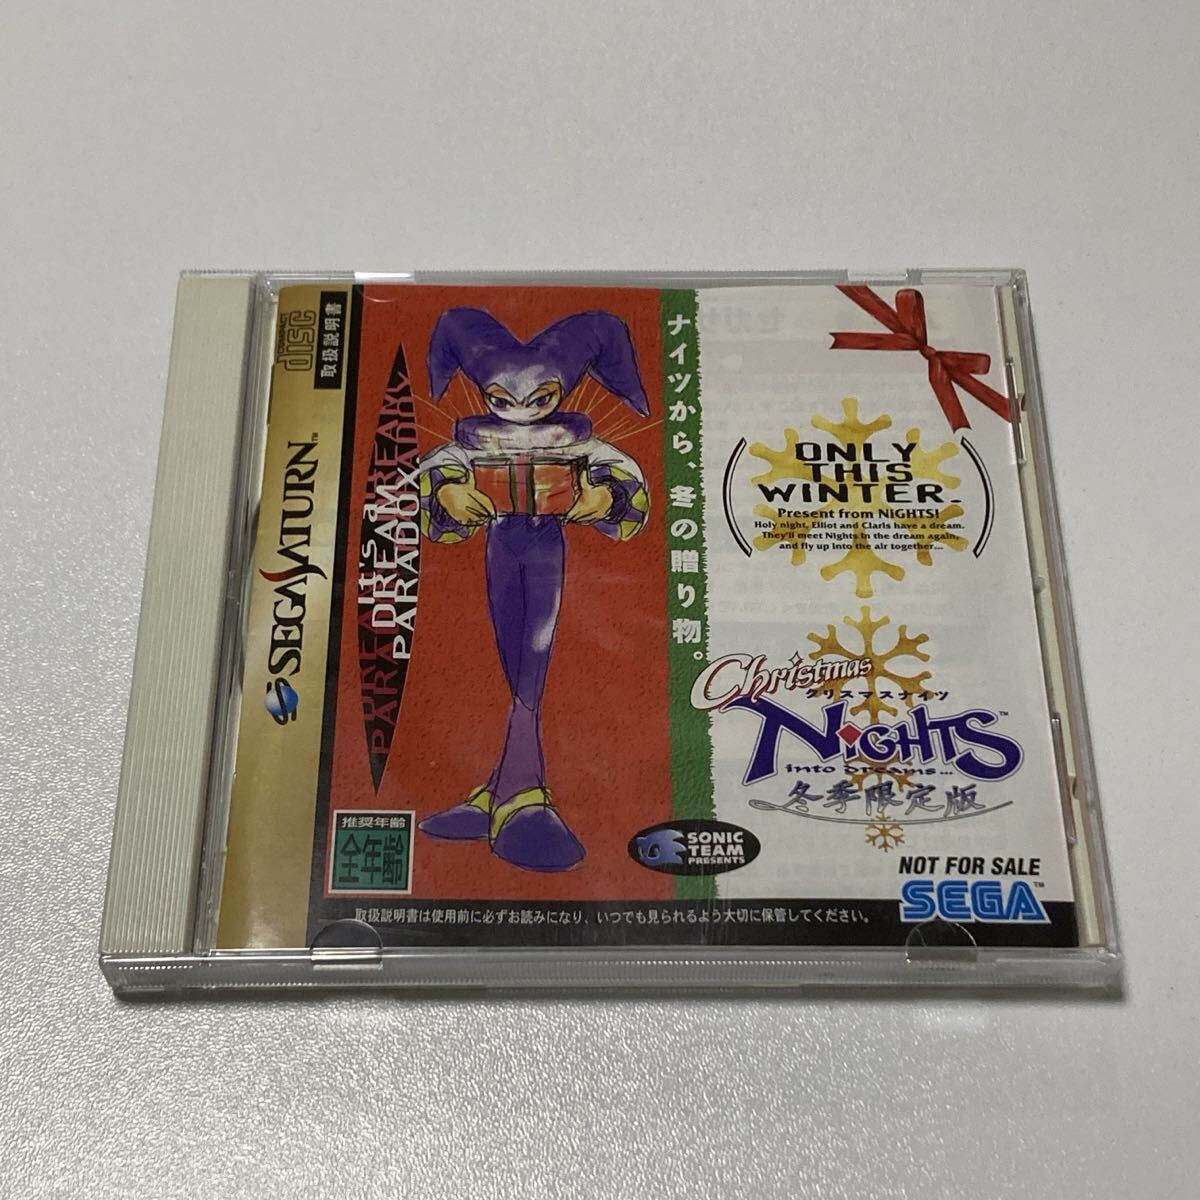 COMPACT
disc
取扱説明書
SEGA SATURN™
it's a
DREAM
PARADOX.
ナイツから、冬の贈り物。
ONLY
THIS
WINTER.
Present from NiGHTS!
Holy night, Elliot and Claris have a dream.
They'll meet Nights in the dream again,
and fly up into the air together...
Christmas
クリスマスナイツ
NiGHTS™
into dreams...
冬季限定版
推奨年齢
全年齢
SONIC
TEAM
PRESENTS
NOT FOR SALE
SEGA™
取扱説明書は使用前に必ずお読みになり、いつでも見られるよう大切に保管してください。